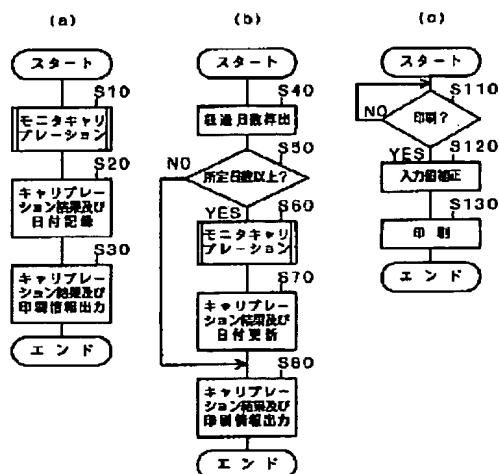 (a)
スタート
S10
モニタキャリ
ブレーション
S20
キャリブレー
ション結果及び
日付記録
S30
キャリブレー
ション結果及び
印刷情報出力
エンド
(b)
スタート
S40
経過日数算出
S50
所定日数以上?
NO
YES
S60
モニタキャリ
ブレーション
S70
キャリブレー
ション結果及び
日付更新
S80
キャリブレー
ション結果及び
印刷情報出力
エンド
(c)
スタート
S110
印刷?
NO
YES
S120
入力値補正
S130
印刷
エンド